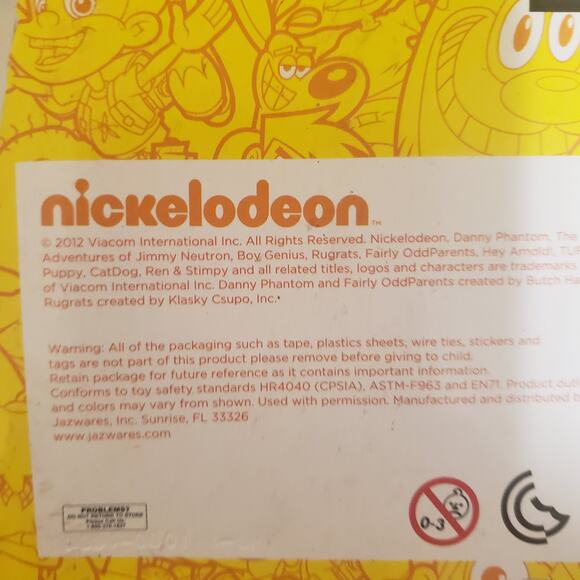 nickelodeon™
© 2012 Viacom International Inc. All Rights Reserved. Nickelodeon, Danny Phantom, The
Adventures of Jimmy Neutron, Boy Genius, Rugrats, Fairly OddParents, Hey Arnold!,
Puppy, CatDog, Ren & Stimpy and all related titles, logos and characters are trademarks
of Viacom International Inc. Danny Phantom and Fairly OddParents created by Butch
Rugrats created by Klasky Csupo, Inc.
Warning: All of the packaging such as tape, plastics sheets, wire ties, stickers and
tags are not part of this product please remove before giving to child.
Retain package for future reference as it contains important information.
Conforms to toy safety standards HR4040 (CPSIA), ASTM-F963 and EN71. Product
and colors may vary from shown. Used with permission. Manufactured and distributed
Jazwares, Inc. Sunrise, FL 33326
www.jazwares.com
PROBLEMS?
DO NOT RETURN TO STORE
Please Call Us
0-3